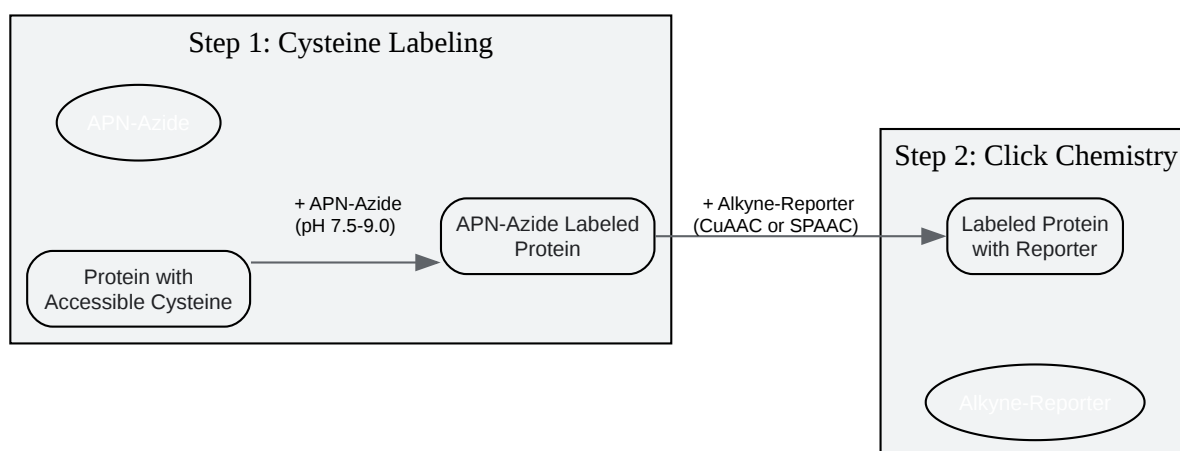 Step 1: Cysteine Labeling
APN-Azide
+ APN-Azide
(pH 7.5-9.0)
Protein with
Accessible Cysteine
APN-Azide Labeled
Protein
+ Alkyne-Reporter
(CuAAC or SPAAC)
Step 2: Click Chemistry
Labeled Protein
with Reporter
Alkyne-Reporter